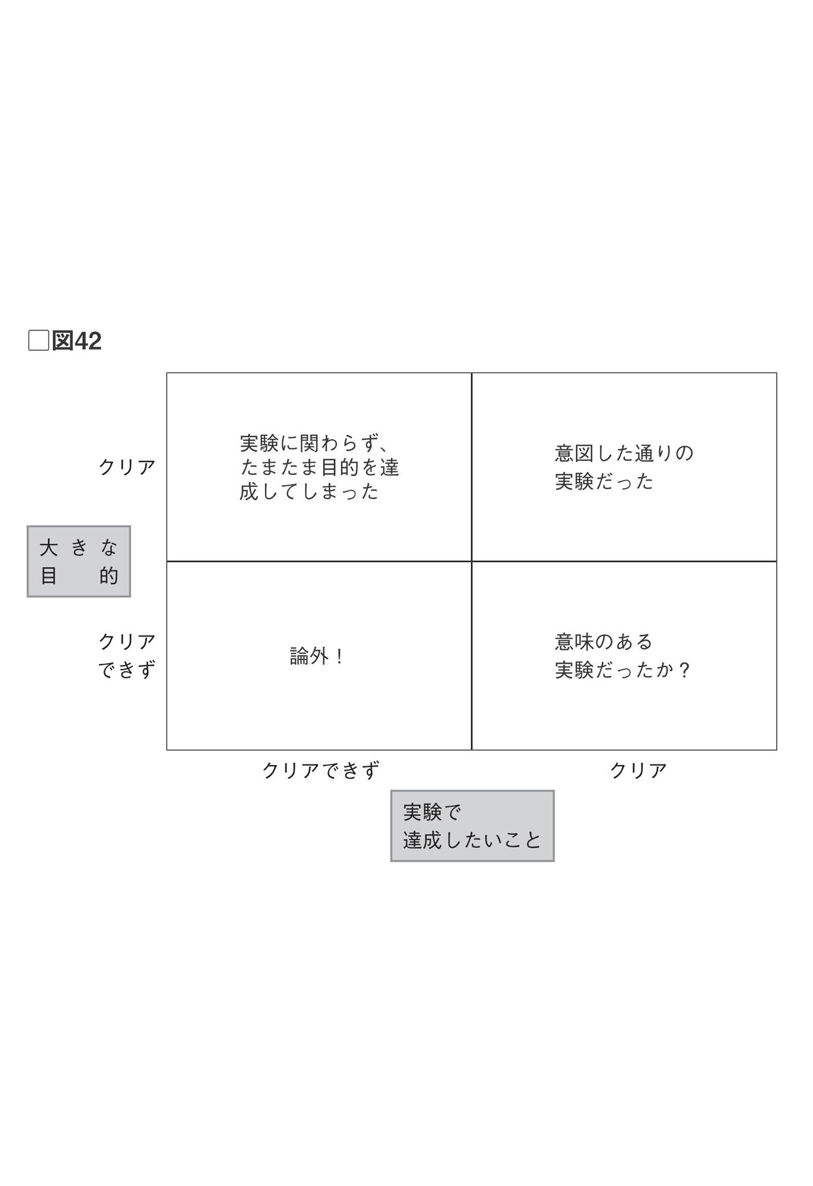 □図42
クリア
実験に関わらず、
たまたま目的を達
成してしまった
意図した通りの
実験だった
大きな
目的
クリア
できず
論外！
意味のある
実験だったか？
クリアできず
クリア
実験で
達成したいこと